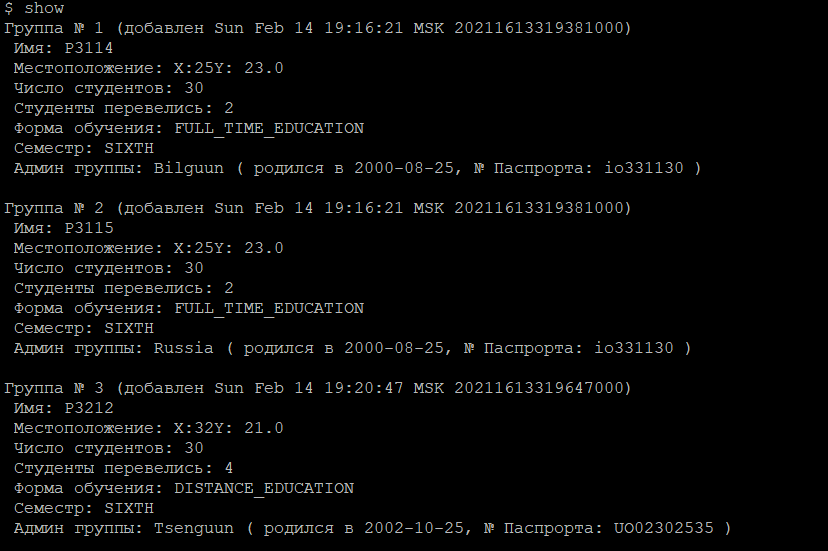 $ show
Группа № 1 (добавлен Sun Feb 14 19:16:21 MSK 20211613319381000)
Имя: P3114
Местоположение: X:25Y: 23.0
Число студентов: 30
Студенты перевелись: 2
Форма обучения: FULL_TIME_EDUCATION
Семестр: SIXTH
Админ группы: Bilguun ( родился в 2000-08-25, № Паспрорта: io331130 )
Группа № 2 (добавлен Sun Feb 14 19:16:21 MSK 20211613319381000)
Имя: P3115
Местоположение: X:25Y: 23.0
Число студентов: 30
Студенты перевелись: 2
Форма обучения: FULL_TIME_EDUCATION
Семестр: SIXTH
Админ группы: Russia ( родился в 2000-08-25, № Паспрорта: io331130 )
Группа № 3 (добавлен Sun Feb 14 19:20:47 MSK 20211613319647000)
Имя: P3212
Местоположение: X:32Y: 21.0
Число студентов: 30
Студенты перевелись: 4
Форма обучения: DISTANCE_EDUCATION
Семестр: SIXTH
Админ группы: Tsenguun ( родился в 2002-10-25, № Паспрорта: UO02302535 )